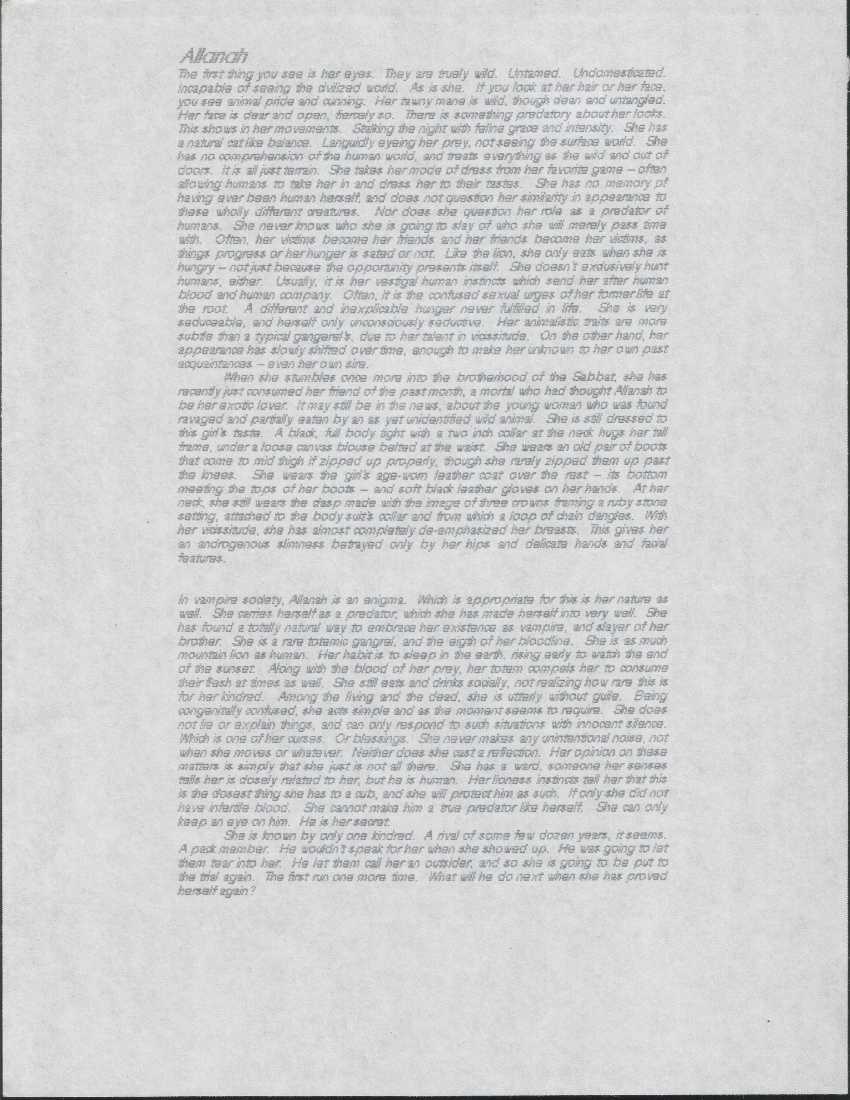 Allanah
The first thing you see is her eyes. They are truely wild. Untamed. Undomesticated.
Incapable of seeing the civilized world. As is she. If you look at her hair or her face,
you see animal pride and cunning. Her tawny mane is wild, though clean and untangled.
Her face is clear and open, fiercely so. There is something predatory about her looks.
This shows in her movements. Stalking the night with feline grace and intensity. She has
a natural cat like balance. Languidly eyeing her prey, not seeing the surface world. She
has no comprehension of the human world, and treats everything as the wild and out of
doors. It is all just terrain. She takes her mode of dress from her favorite game – often
allowing humans to take her in and dress her to their tastes. She has no memory of
having ever been human herself, and does not question her similarity in appearance to
these wholly different creatures. Nor does she question her role as a predator of
humans. She never knows who she is going to slay of who she will merely pass time
with. Often, her victims become her friends and her friends become her victims, as
things progress or her hunger is sated or not. Like the lion, she only eats when she is
hungry – not just because the opportunity presents itself. She doesn't exclusively hunt
humans, either. Usually, it is her vestigal human instincts which send her after human
blood and human company. Often, it is the confused sexual urges of her former life at
the root. A different and inexplicable hunger never fulfilled in life. She is very
seduceable, and herself only unconsciously seductive. Her animalistic traits are more
subtle than a typical gangerel's, due to her talent in vicissitude. On the other hand, her
appearance has slowly shifted over time, enough to make her unknown to her own past
acquaintances – even her own sire.
When she stumbles once more into the brotherhood of the Sabbat, she has
recently just consumed her friend of the past month, a mortal who had thought Allanah to
be her exotic lover. It may still be in the news, about the young woman who was found
ravaged and partially eaten by an as yet unidentified wild animal. She is still dressed to
this girl's taste. A black, full body tight with a two inch collar at the neck hugs her tall
frame, under a loose canvas blouse belted at the waist. She wears an old pair of boots
that come to mid thigh if zipped up properly, though she rarely zipped them up past
the knees. She wears the girl's age-worn leather coat over the rest – its bottom
meeting the tops of her boots – and soft black leather gloves on her hands. At her
neck, she still wears the clasp made with the image of three crowns framing a ruby stone
setting, attached to the body suit's collar and from which a loop of chain dangles. With
her vicissitude, she has almost completely de-emphasized her breasts. This gives her
an androgenous slimness betrayed only by her hips and delicate hands and facial
features.
In vampire society, Allanah is an enigma. Which is appropriate for this is her nature as
well. She carries herself as a predator, which she has made herself into very well. She
has found a totally natural way to embrace her existence as vampire, and slayer of her
brother. She is a rare totemic gangrel, and the eigth of her bloodline. She is as much
mountain lion as human. Her habit is to sleep in the earth, rising early to watch the end
of the sunset. Along with the blood of her prey, her totem compels her to consume
their flesh at times as well. She still eats and drinks socially, not realizing how rare this is
for her kindred. Among the living and the dead, she is utterly without guile. Being
congenitally confused, she acts simple and as the moment seems to require. She does
not lie or explain things, and can only respond to such situations with innocent silence.
Which is one of her curses. Or blessings. She never makes any unintentional noise, not
when she moves or whatever. Neither does she cast a reflection. Her opinion on these
matters is simply that she just is not all there. She has a ward, someone her senses
tells her is closely related to her, but he is human. Her lioness instincts tell her that this
is the closest thing she has to a cub, and she will protect him as such. If only she did not
have infertile blood. She cannot make him a true predator like herself. She can only
keep an eye on him. He is her secret.
She is known by only one kindred. A rival of some few dozen years, it seems.
A pack member. He wouldn't speak for her when she showed up. He was going to let
them tear into her. He let them call her an outsider, and so she is going to be put to
the trial again. The first run one more time. What will he do next when she has proved
herself again?